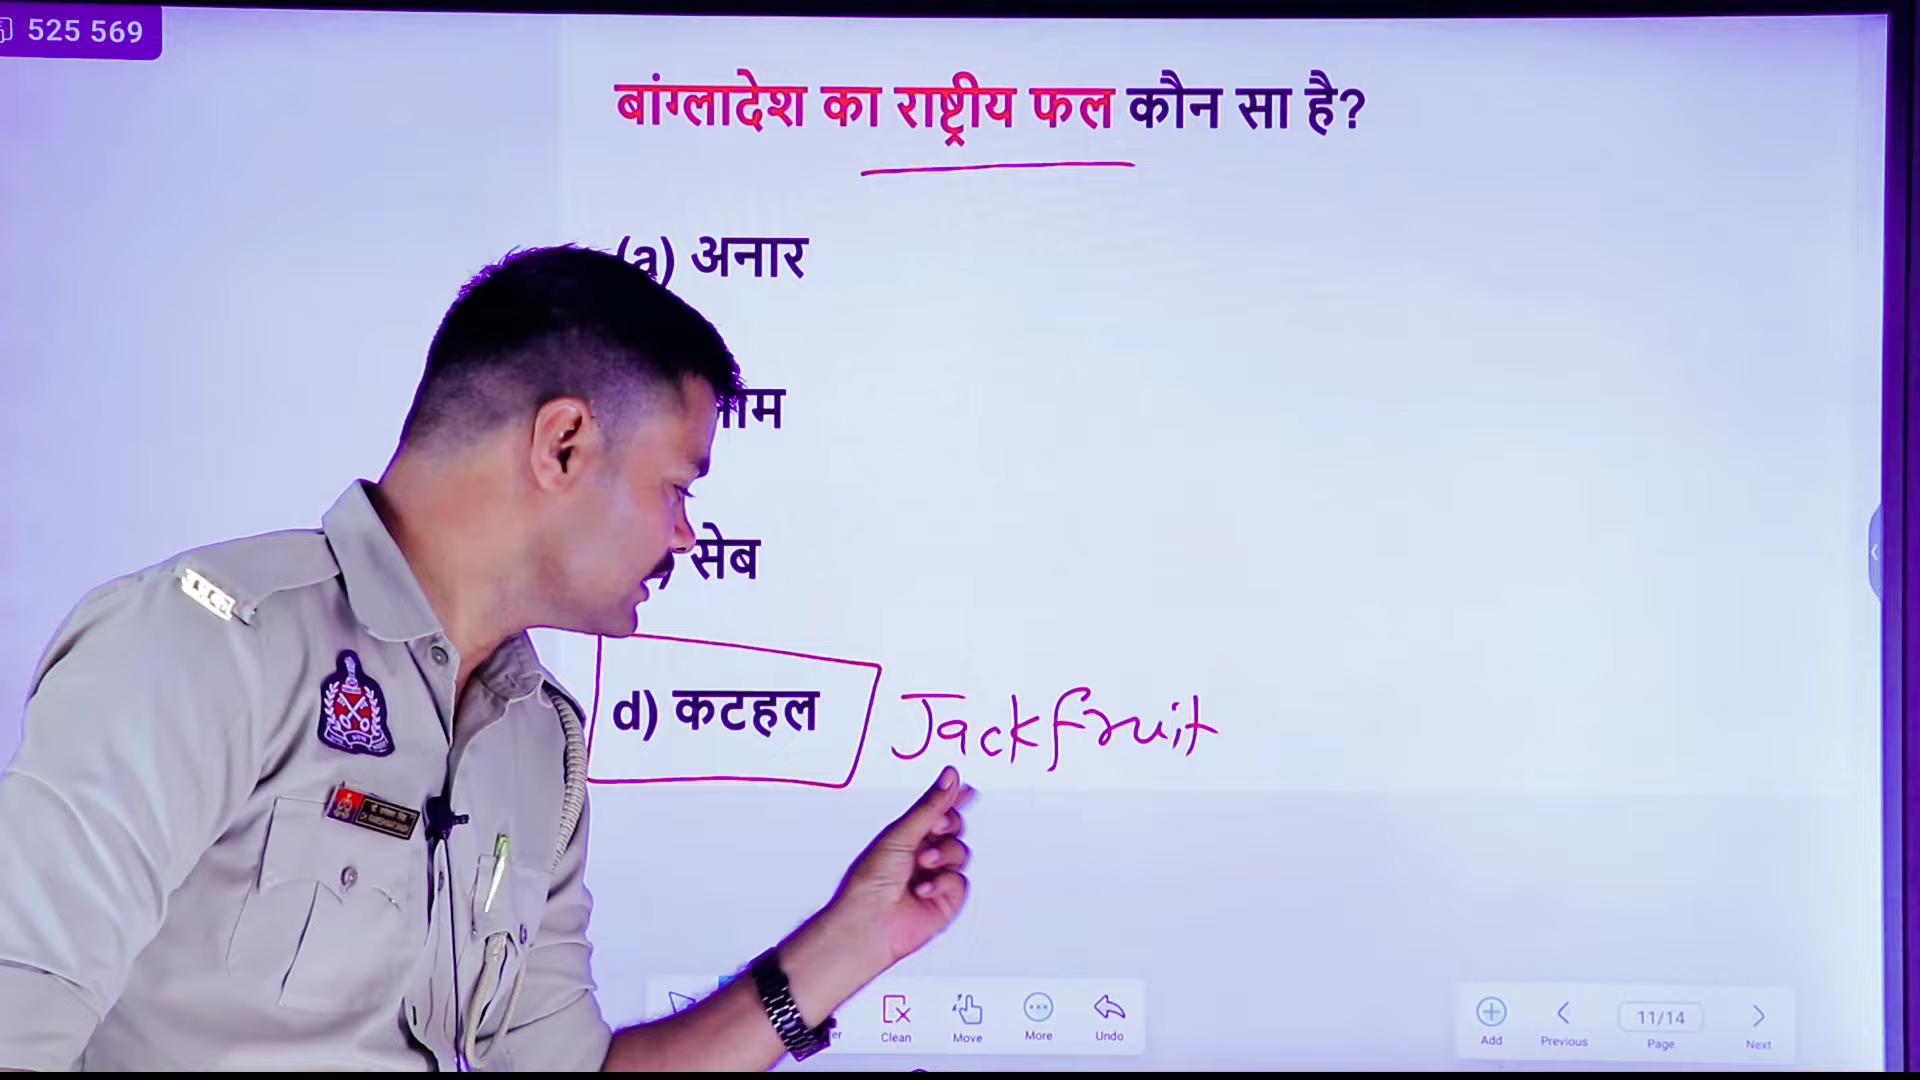 525 569
बांग्लादेश का राष्ट्रीय फल कौन सा है?
(a) अनार
सेब
d) कटहल Jackfruit
Clean
Move
More
Undo
Add
Previous
11/14
Page
Next